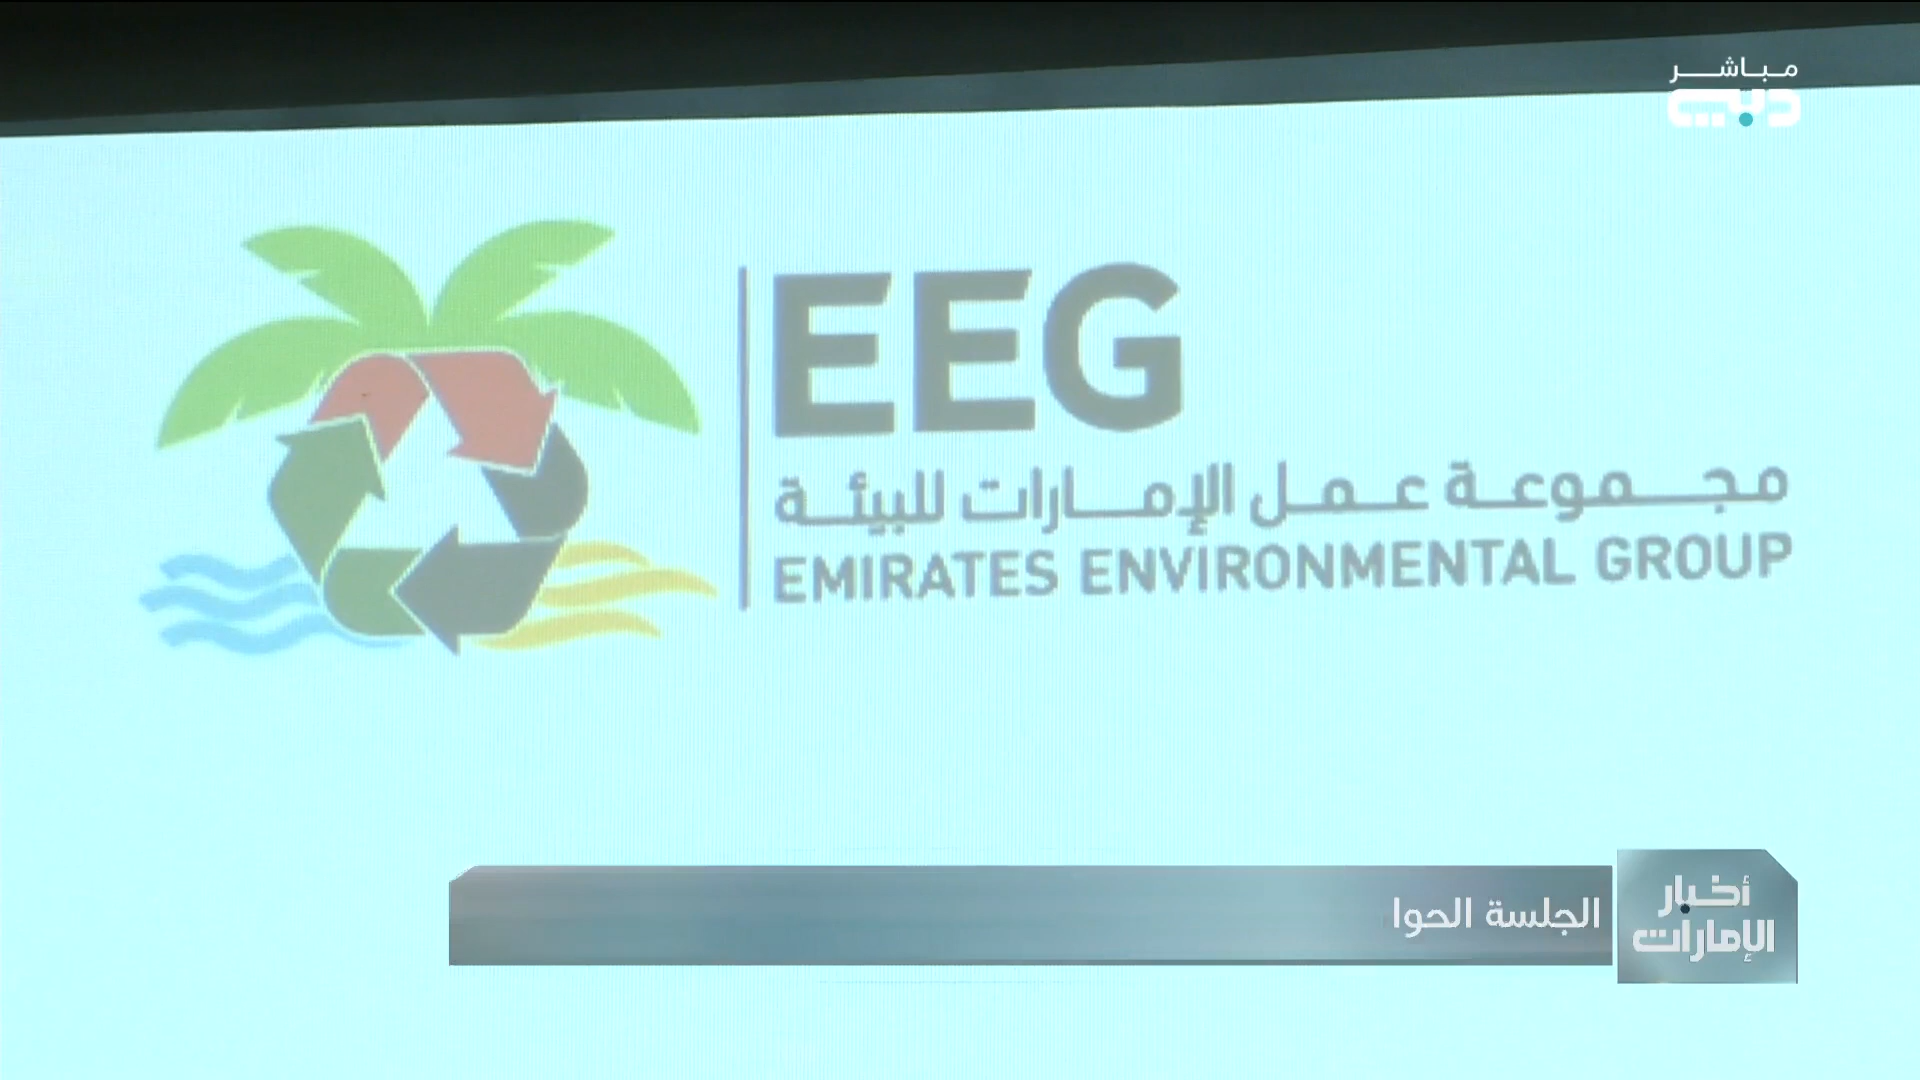 مباشر
دبي
EEG
مجموعة عمل الإمارات للبيئة
EMIRATES ENVIRONMENTAL GROUP
أخبار
الإمارات
الجلسة الحوا